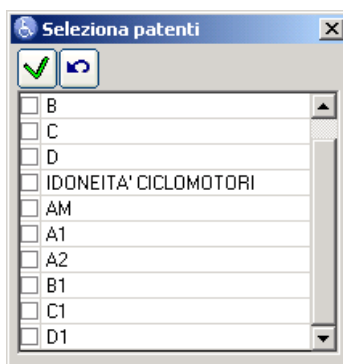 Seleziona patenti
B
C
D
IDONEITA' CICLOMOTORI
AM
A1
A2
B1
C1
D1